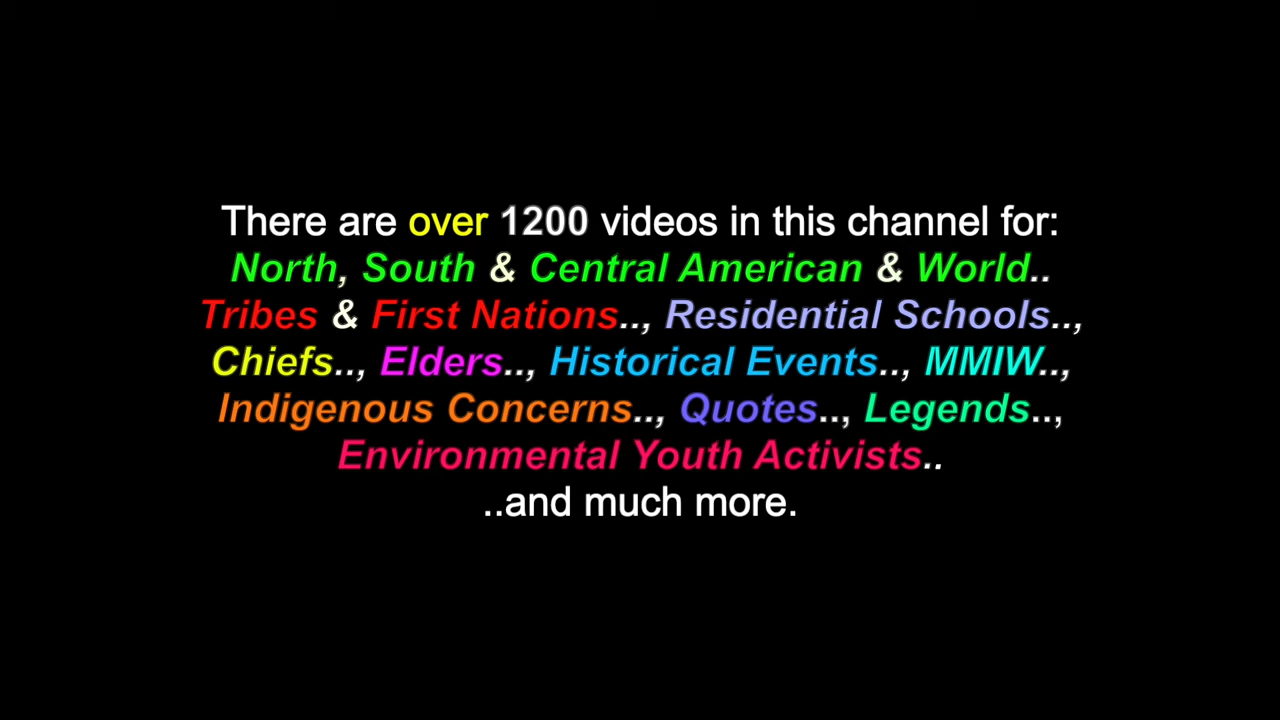 There are over 1200 videos in this channel for:
North, South & Central American & World..
Tribes & First Nations.., Residential Schools..,
Chiefs.., Elders.., Historical Events.., MMIW..,
Indigenous Concerns.., Quotes.., Legends..,
Environmental Youth Activists..
..and much more.